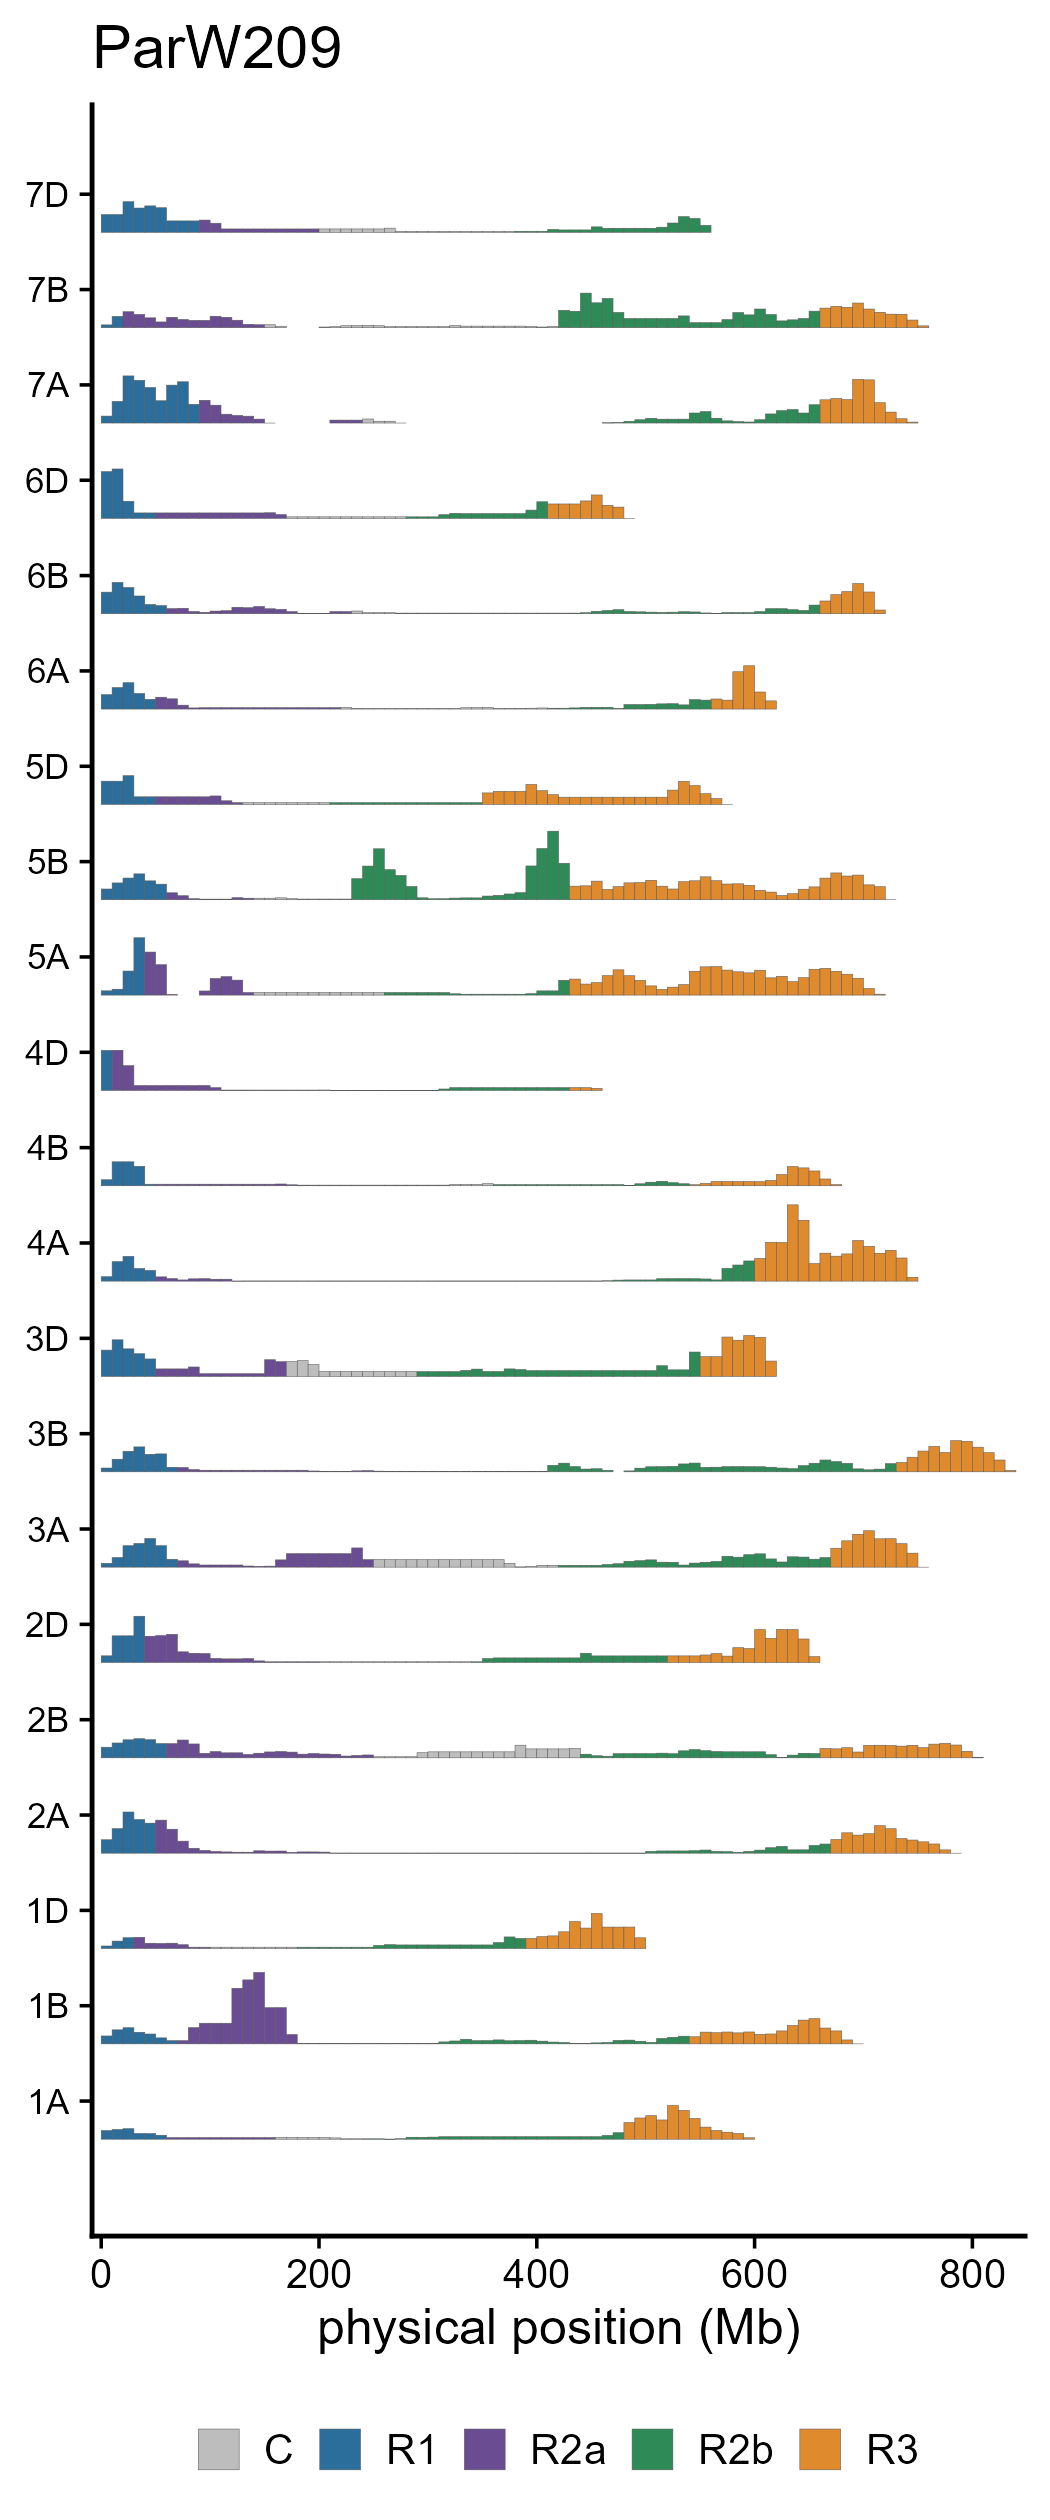 ParW209
7D
7B
7A
6D
6B
6A
5D
5B
5A
4D
4B
4A
3D
3B
3A
2D
2B
2A
1D
1B
1A
0 200 400 600 800
physical position (Mb)
C R1 R2a R2b R3